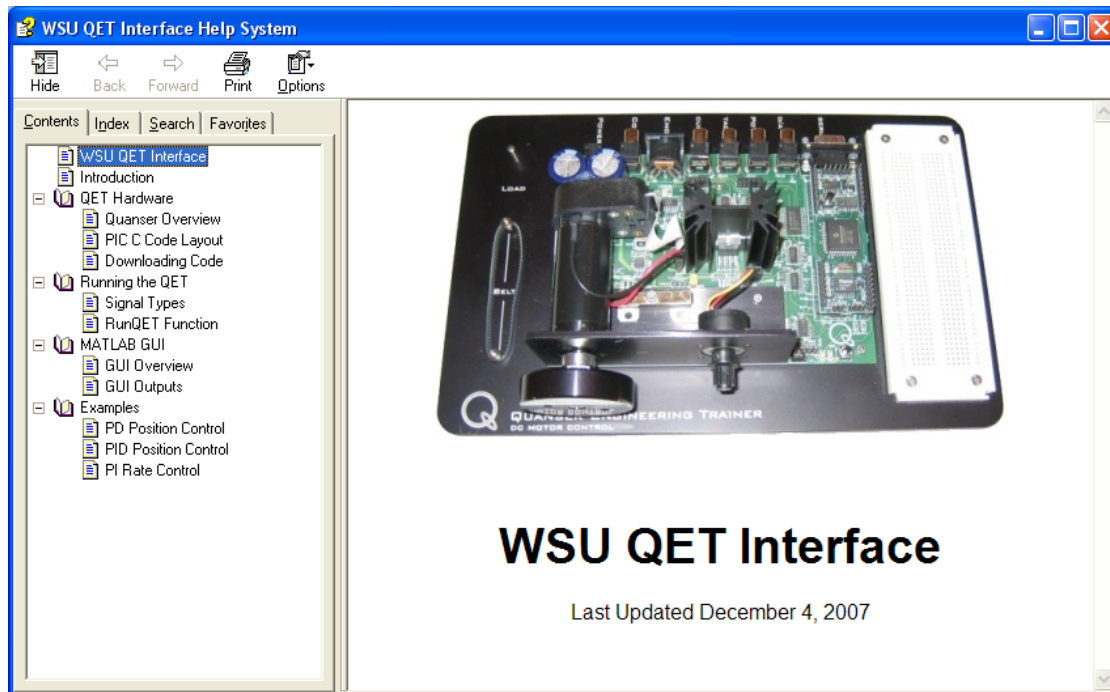 WSU QET Interface Help System
Hide Back Forward Print Options
Contents Index Search Favorites
WSU QET Interface
Introduction
QET Hardware
Quanser Overview
PIC C Code Layout
Downloading Code
Running the QET
Signal Types
RunQET Function
MATLAB GUI
GUI Overview
GUI Outputs
Examples
PD Position Control
PID Position Control
PI Rate Control
POWER
LOAD
BELT
QUANSER ENGINEERING TRAINER
DC MOTOR CONTROL
WSU QET Interface
Last Updated December 4, 2007